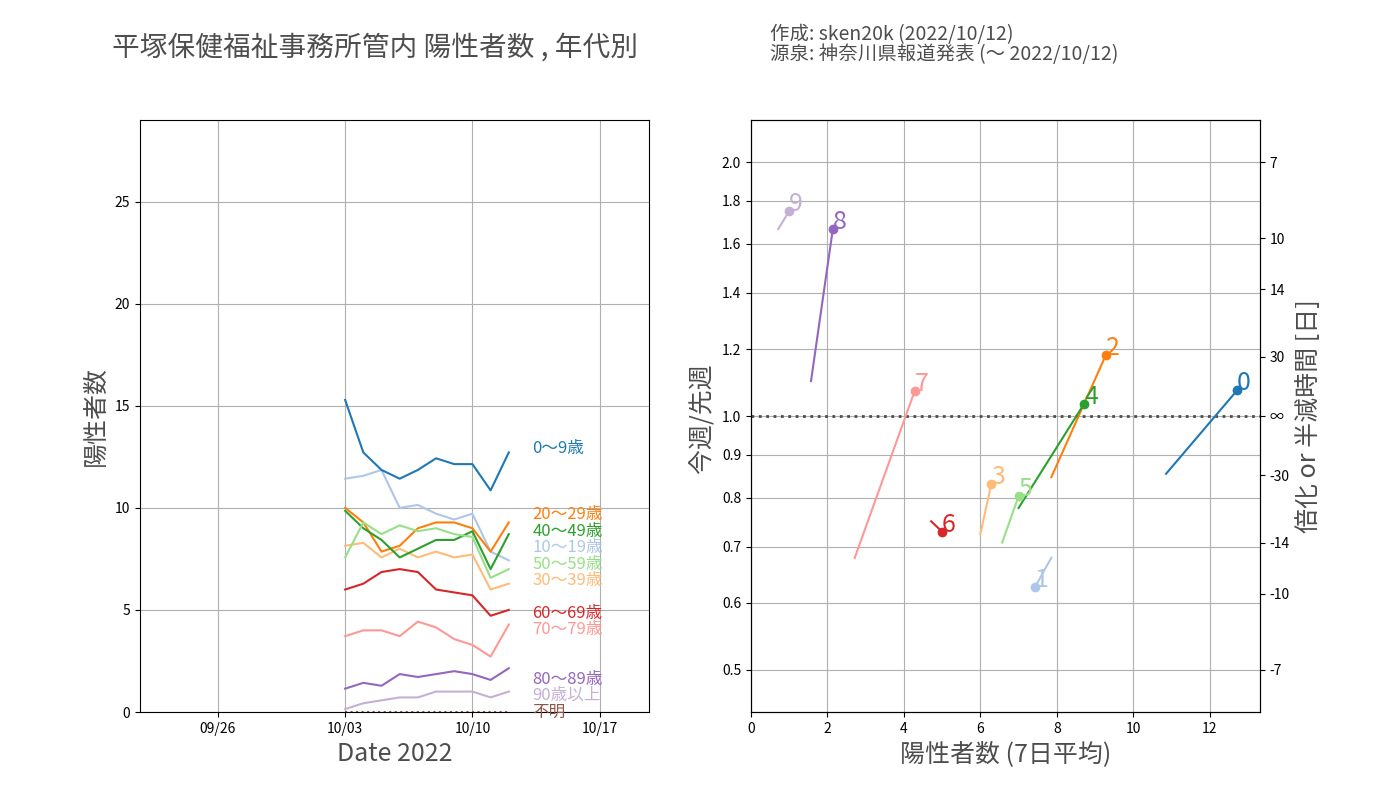 平塚保健福祉事務所管内 陽性者数 , 年代別
作成: sken20k (2022/10/12)
源泉: 神奈川県報道発表 (～ 2022/10/12)
陽性者数
25
20
15
10
5
0
09/26
10/03
10/10
10/17
Date 2022
0～9歳
20～29歳
40～49歳
10～19歳
50～59歳
30～39歳
60～69歳
70～79歳
80～89歳
90歳以上
不明
今週/先週
2.0
1.8
1.6
1.4
1.2
1.0
0.9
0.8
0.7
0.6
0.5
9
8
2
7
0
4
3
5
6
1
0
2
4
6
8
10
12
陽性者数 (7日平均)
7
10
14
30
∞
-30
-14
-10
-7
倍化 or 半減時間 [日]